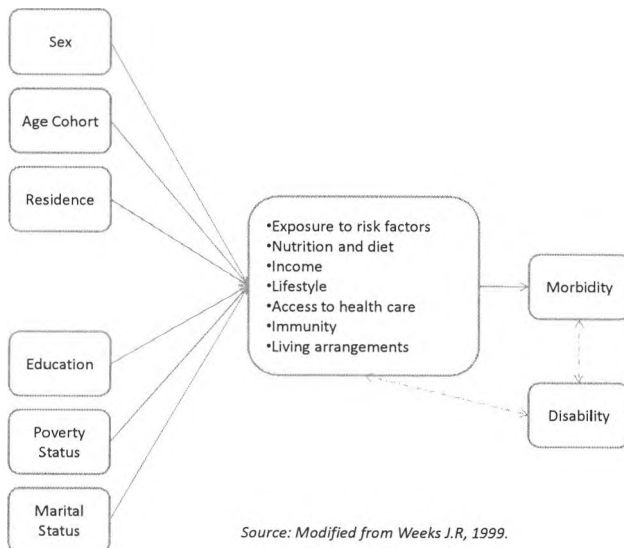 Sex
Age Cohort
Residence
Education
Poverty
Status
Marital
Status
•Exposure to risk factors
•Nutrition and diet
•Income
•Lifestyle
•Access to health care
•Immunity
•Living arrangements
Morbidity
Disability
Source: Modified from Weeks J.R, 1999.